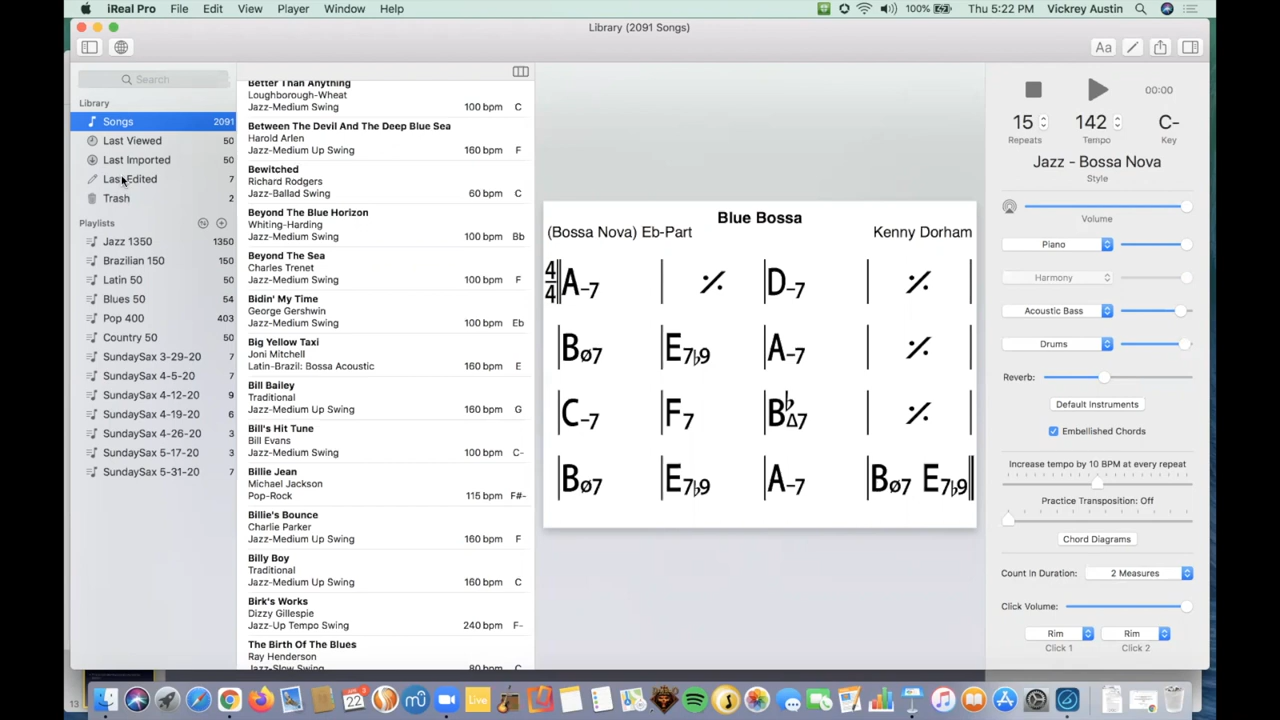 iReal Pro File Edit View Player Window Help 100% Thu 5:22 PM Vickrey Austin
Library (2091 Songs)
Aa
Search
Library
Songs 2091
Last Viewed 50
Last Imported 50
Last Edited 7
Trash 2
Playlists
Jazz 1350 1350
Brazilian 150 150
Latin 50 50
Blues 50 54
Pop 400 403
Country 50 50
SundaySax 3-29-20 7
SundaySax 4-5-20 7
SundaySax 4-12-20 9
SundaySax 4-19-20 6
SundaySax 4-26-20 3
SundaySax 5-17-20 3
SundaySax 5-31-20 7
Better Than Anything
Loughborough-Wheat
Jazz-Medium Swing 100 bpm C
Between The Devil And The Deep Blue Sea
Harold Arlen
Jazz-Medium Up Swing 160 bpm F
Bewitched
Richard Rodgers
Jazz-Ballad Swing 60 bpm C
Beyond The Blue Horizon
Whiting-Harding
Jazz-Medium Swing 100 bpm Bb
Beyond The Sea
Charles Trenet
Jazz-Medium Swing 100 bpm F
Bidin' My Time
George Gershwin
Jazz-Medium Swing 100 bpm Eb
Big Yellow Taxi
Joni Mitchell
Latin-Brazil: Bossa Acoustic 160 bpm E
Bill Bailey
Traditional
Jazz-Medium Up Swing 160 bpm G
Bill's Hit Tune
Bill Evans
Jazz-Medium Swing 100 bpm C-
Billie Jean
Michael Jackson
Pop-Rock 115 bpm F#-
Billie's Bounce
Charlie Parker
Jazz-Medium Up Swing 160 bpm F
Billy Boy
Traditional
Jazz-Medium Up Swing 160 bpm C
Birk's Works
Dizzy Gillespie
Jazz-Up Tempo Swing 240 bpm F-
The Birth Of The Blues
Ray Henderson
Jazz-Slow Swing 80 bpm C
Blue Bossa
(Bossa Nova) Eb-Part Kenny Dorham
4/4 A-7 D-7
Bø7 E7♭9 A-7
C-7 F7 B♭Δ7
Bø7 E7♭9 A-7 Bø7 E7♭9
00:00
15 142 C-
Repeats Tempo Key
Jazz - Bossa Nova
Style
Volume
Piano
Harmony
Acoustic Bass
Drums
Reverb:
Default Instruments
Embellished Chords
Increase tempo by 10 BPM at every repeat
Practice Transposition: Off
Chord Diagrams
Count In Duration: 2 Measures
Click Volume:
Rim Rim
Click 1 Click 2
13
22
Live